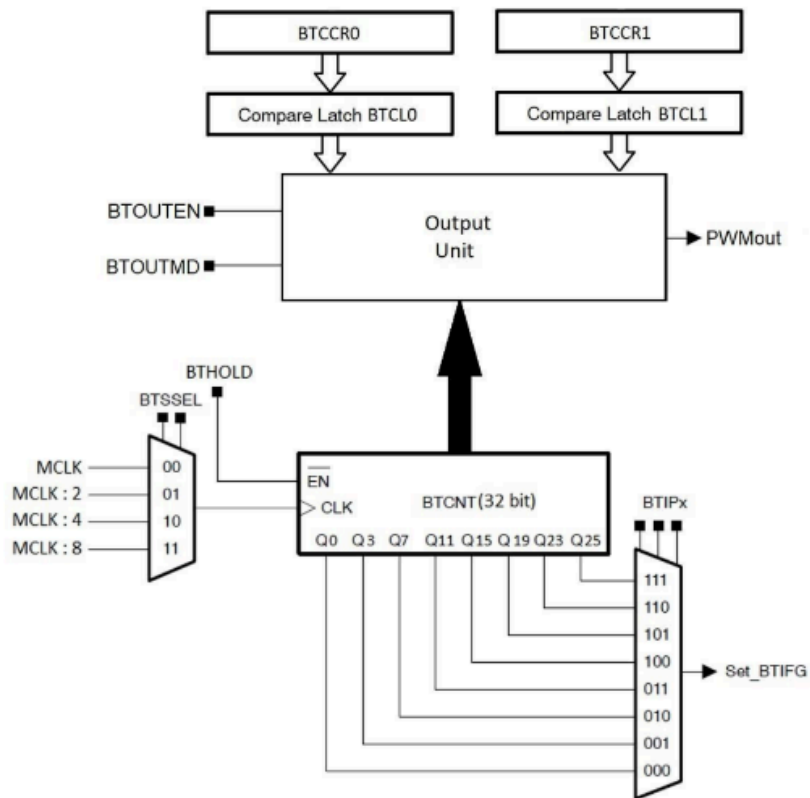 BTCCR0
BTCCR1
Compare Latch BTCL0
Compare Latch BTCL1
BTOUTEN
BTOUTMD
Output
Unit
PWMout
BTHOLD
BTSSEL
MCLK
MCLK : 2
MCLK : 4
MCLK : 8
00
01
10
11
EN
CLK
BTCNT(32 bit)
Q0 Q3 Q7 Q11 Q15 Q19 Q23 Q25
BTIPx
111
110
101
100
011
010
001
000
Set_BTIFG